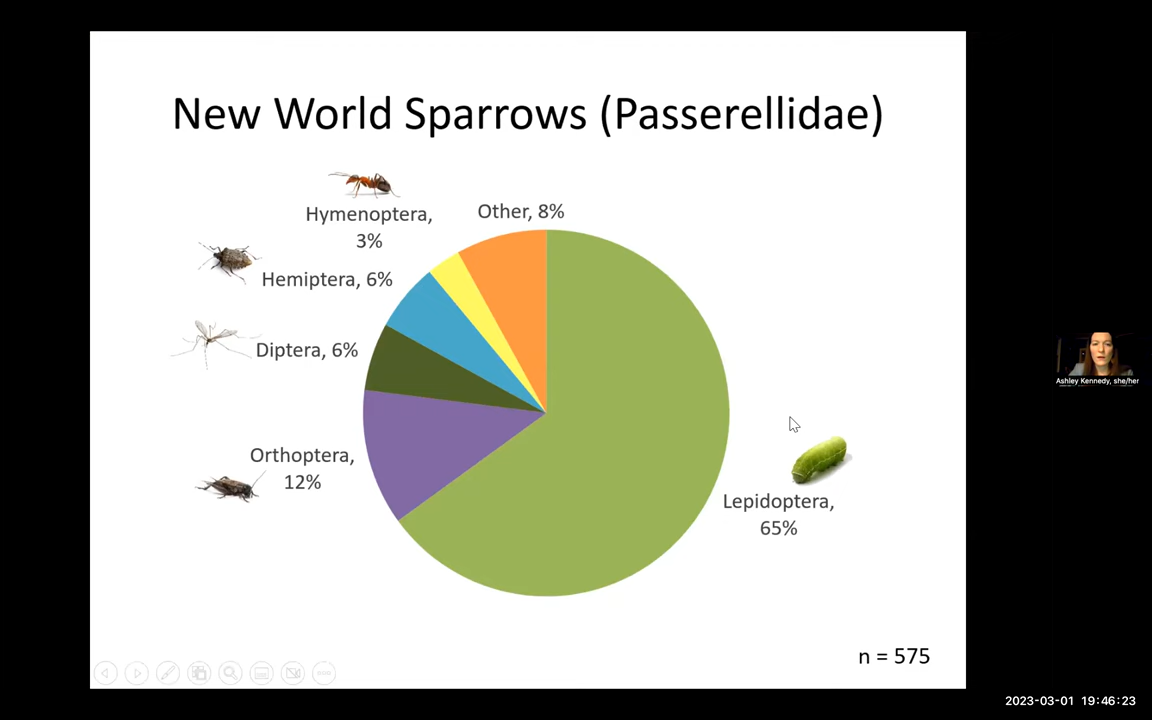 New World Sparrows (Passerellidae)
Hymenoptera,
3%
Other, 8%
Hemiptera, 6%
Diptera, 6%
Orthoptera,
12%
Lepidoptera,
65%
n = 575
Ashley Kennedy, she/her
2023-03-01 19:46:23